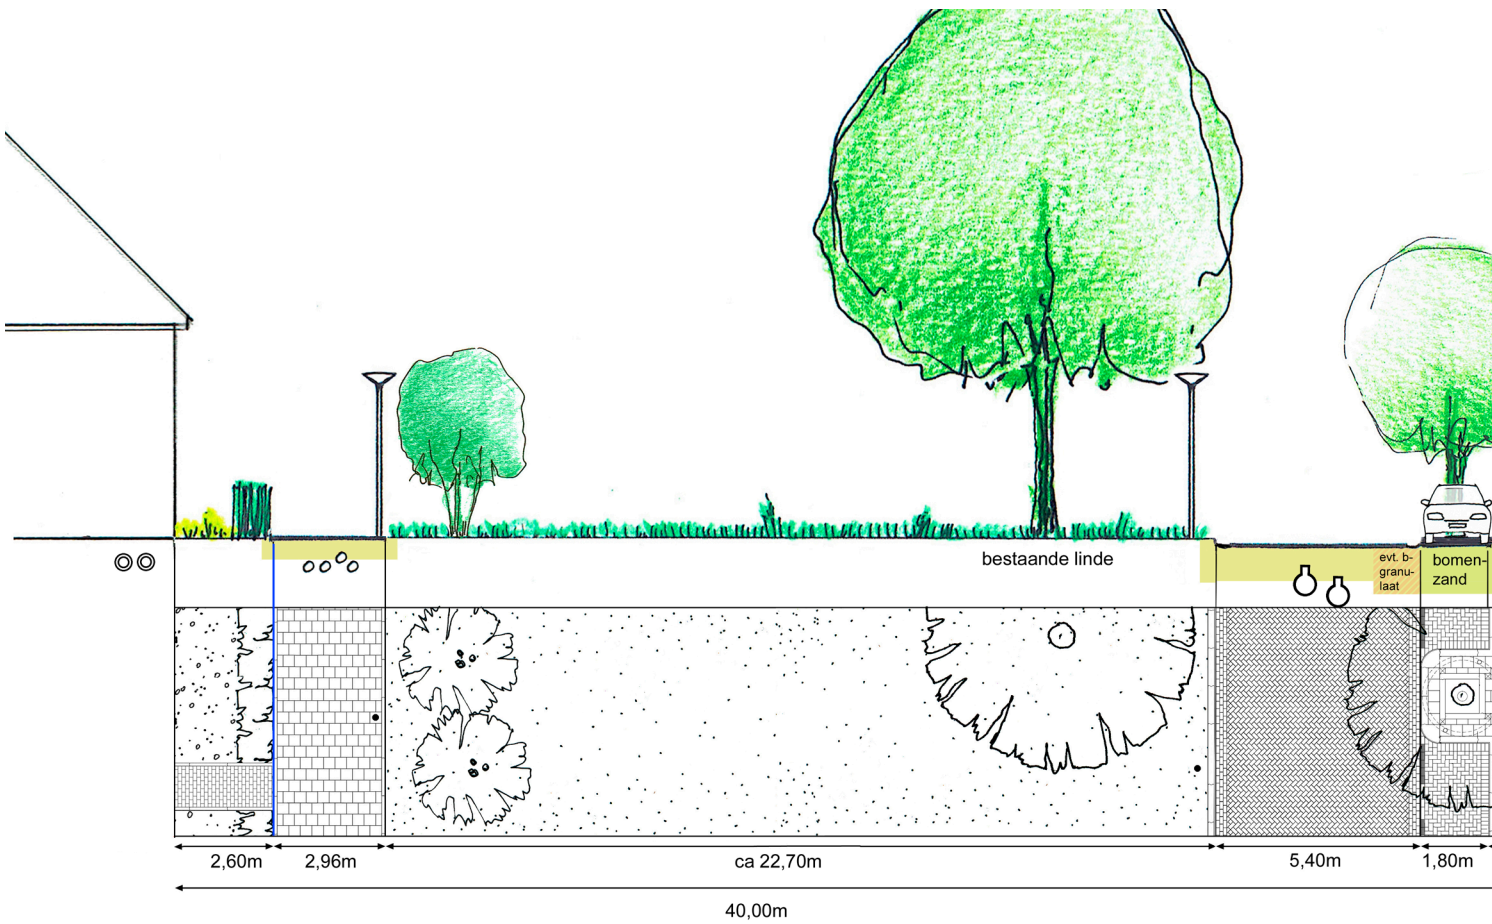 bestaande linde
evt. b-
granu-
laat
bomen-
zand
2,60m
2,96m
ca 22,70m
5,40m
1,80m
40,00m